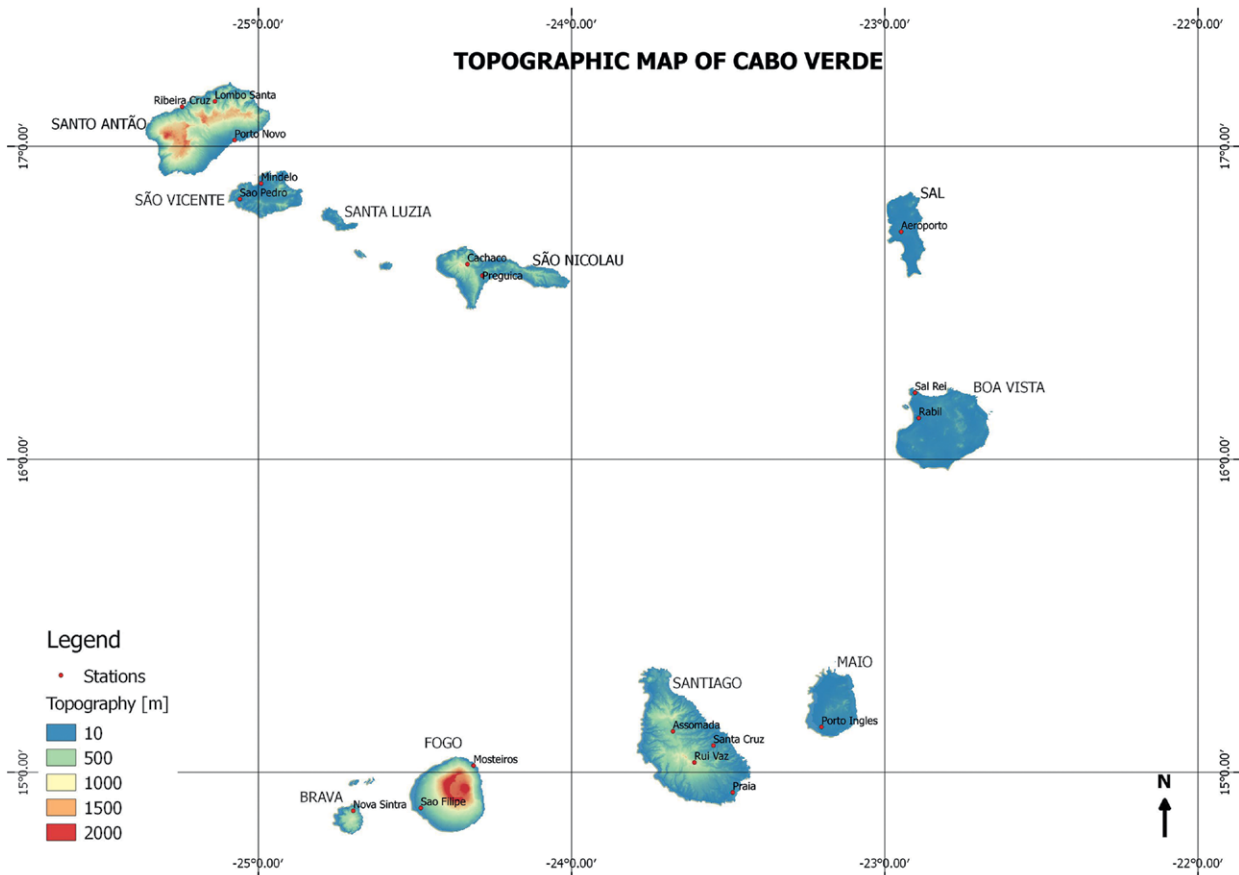 -25°0.00′
-24°0.00′
-23°0.00′
-22°0.00′
TOPOGRAPHIC MAP OF CABO VERDE
Ribeira Cruz
Lombo Santa
SANTO ANTÃO
Porto Novo
17°0.00′
17°0.00′
Mindelo
SÃO VICENTE
Sao Pedro
SANTA LUZIA
SAL
Aeroporto
Cachaco
SÃO NICOLAU
Preguica
Sal Rei
BOA VISTA
Rabil
16°0.00′
16°0.00′
Legend
Stations
Topography [m]
10
500
1000
1500
2000
MAIO
SANTIAGO
Assomada
Santa Cruz
Porto Ingles
Rui Vaz
Praia
FOGO
Mosteiros
15°0.00′
15°0.00′
BRAVA
Nova Sintra
Sao Filipe
N
-25°0.00′
-24°0.00′
-23°0.00′
-22°0.00′